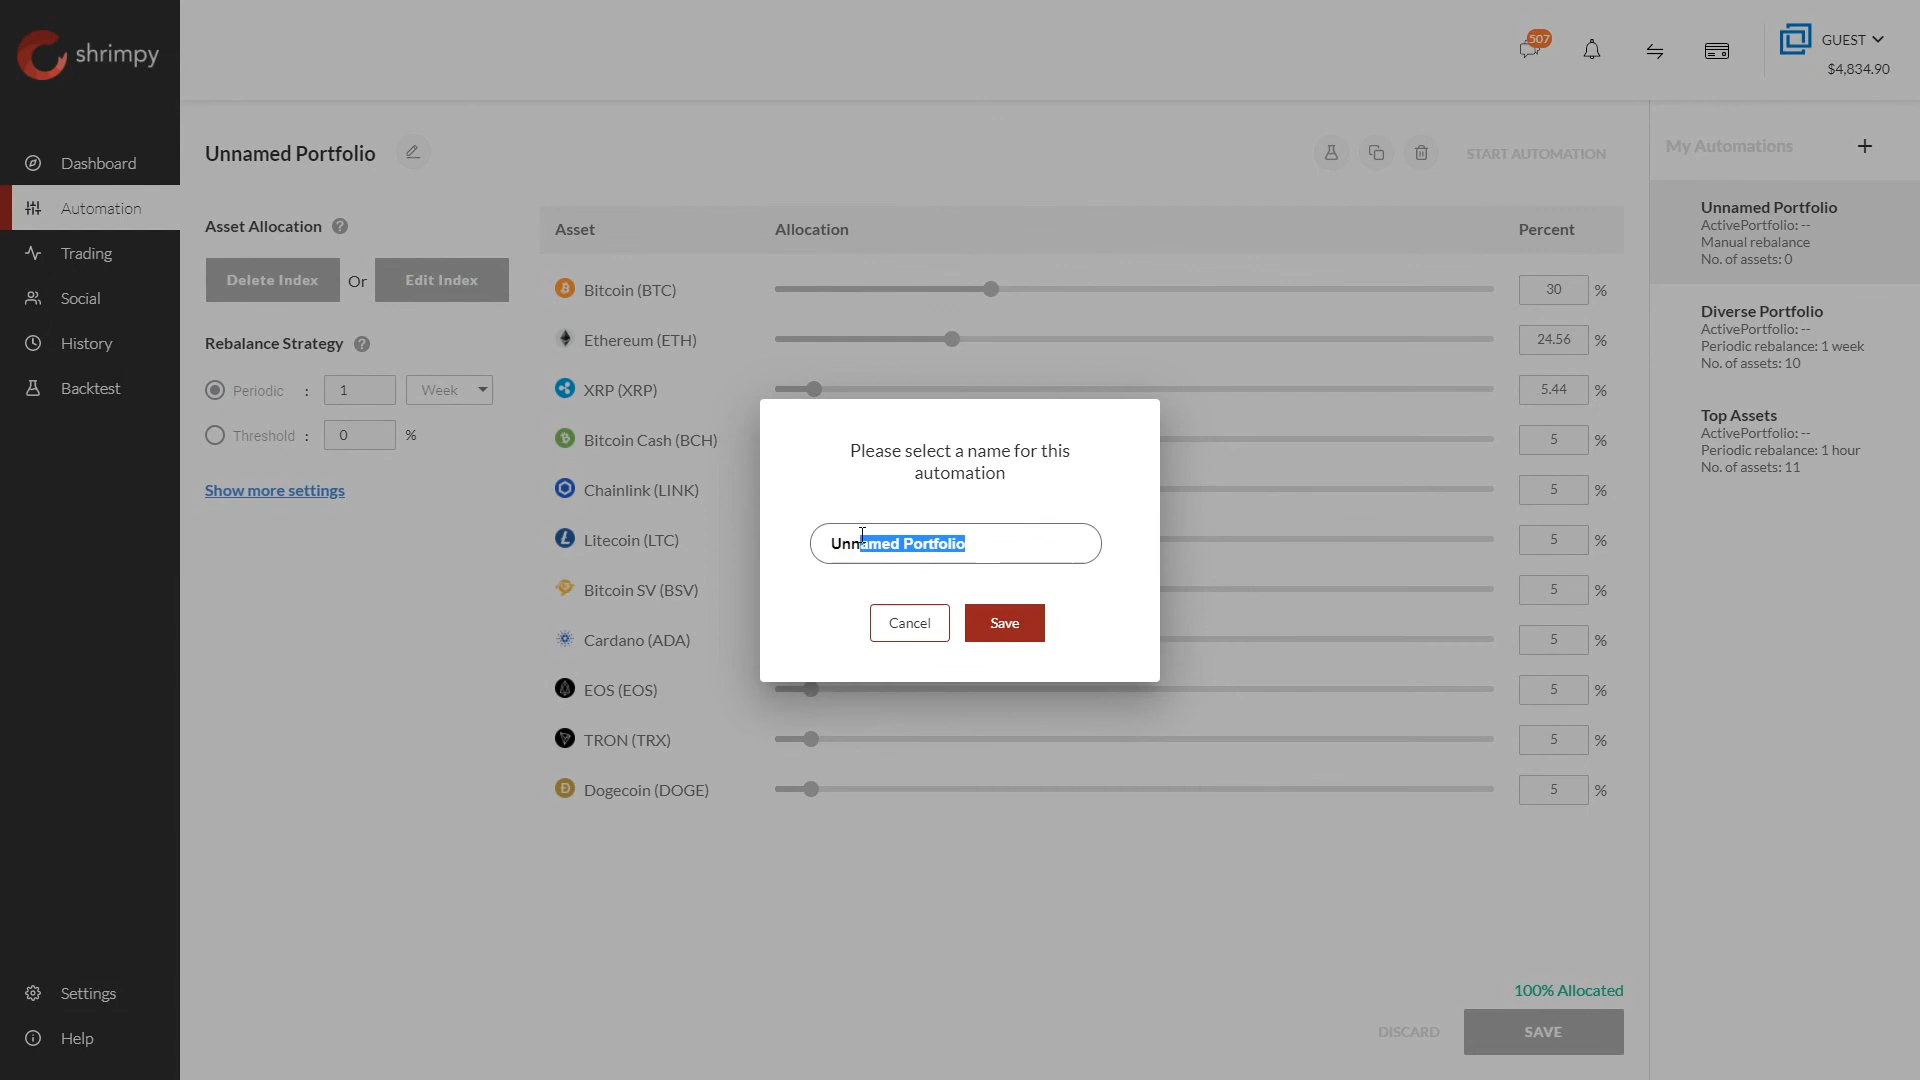 shrimpy
507
GUEST
$4,834.90
Dashboard
Automation
Trading
Social
History
Backtest
Settings
Help
Unnamed Portfolio
START AUTOMATION
Asset Allocation ?
Delete Index Or Edit Index
Rebalance Strategy ?
Periodic : 1 Week
Threshold : 0 %
Show more settings
Asset Allocation Percent
Bitcoin (BTC) 30 %
Ethereum (ETH) 24.56 %
XRP (XRP) 5.44 %
Bitcoin Cash (BCH) 5 %
Chainlink (LINK) 5 %
Litecoin (LTC) 5 %
Bitcoin SV (BSV) 5 %
Cardano (ADA) 5 %
EOS (EOS) 5 %
TRON (TRX) 5 %
Dogecoin (DOGE) 5 %
Please select a name for this
automation
Unnamed Portfolio
Cancel Save
100% Allocated
DISCARD SAVE
My Automations +
Unnamed Portfolio
ActivePortfolio: --
Manual rebalance
No. of assets: 0
Diverse Portfolio
ActivePortfolio: --
Periodic rebalance: 1 week
No. of assets: 10
Top Assets
ActivePortfolio: --
Periodic rebalance: 1 hour
No. of assets: 11